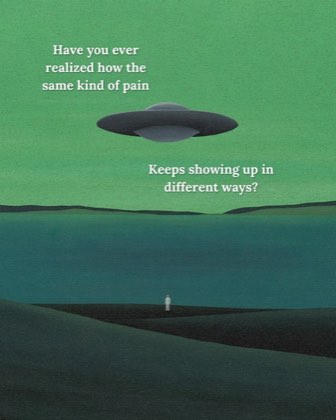 Have you ever
realized how the
same kind of pain
Keeps showing up in
different ways?